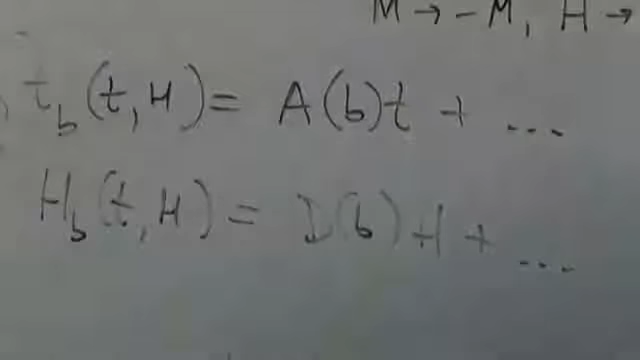 M → -M, H →
t_b(t, H) = A(b)t + ...
H_b(t, H) = D(b)H + ...